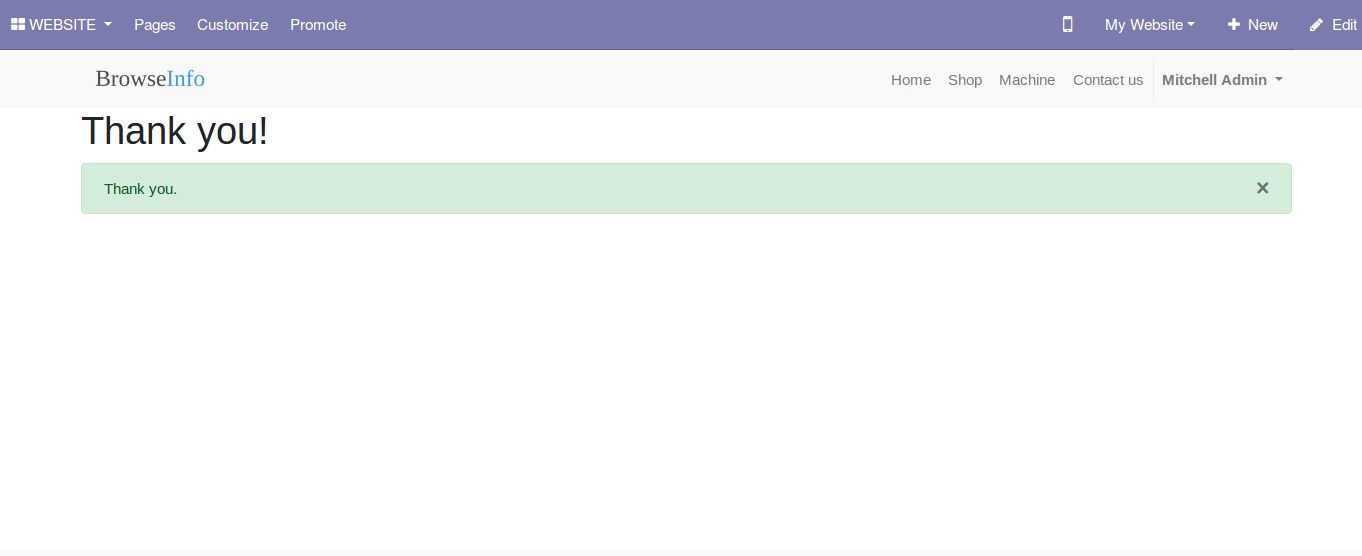 WEBSITE Pages Customize Promote My Website New Edit
BrowseInfo Home Shop Machine Contact us Mitchell Admin
Thank you!
Thank you. ×